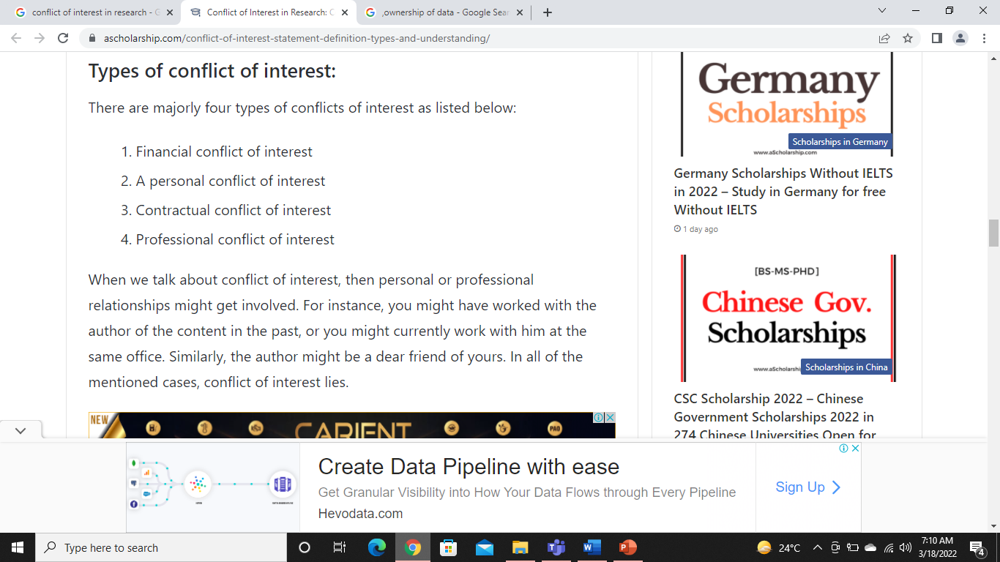 conflict of interest in research - G
Conflict of Interest in Research: C
,ownership of data - Google Sear
ascholarship.com/conflict-of-interest-statement-definition-types-and-understanding/
Types of conflict of interest:
There are majorly four types of conflicts of interest as listed below:
1. Financial conflict of interest
2. A personal conflict of interest
3. Contractual conflict of interest
4. Professional conflict of interest
When we talk about conflict of interest, then personal or professional
relationships might get involved. For instance, you might have worked with the
author of the content in the past, or you might currently work with him at the
same office. Similarly, the author might be a dear friend of yours. In all of the
mentioned cases, conflict of interest lies.
NEW
CARIENT
PAO
Germany
Scholarships
Scholarships in Germany
www.aScholarship.com
Germany Scholarships Without IELTS
in 2022 – Study in Germany for free
Without IELTS
1 day ago
[BS-MS-PHD]
Chinese Gov.
Scholarships
www.aScholarshi
Scholarships in China
CSC Scholarship 2022 – Chinese
Government Scholarships 2022 in
274 Chinese Universities Open for
Create Data Pipeline with ease
Get Granular Visibility into How Your Data Flows through Every Pipeline
Hevodata.com
Sign Up
Type here to search
24°C
7:10 AM
3/18/2022
4